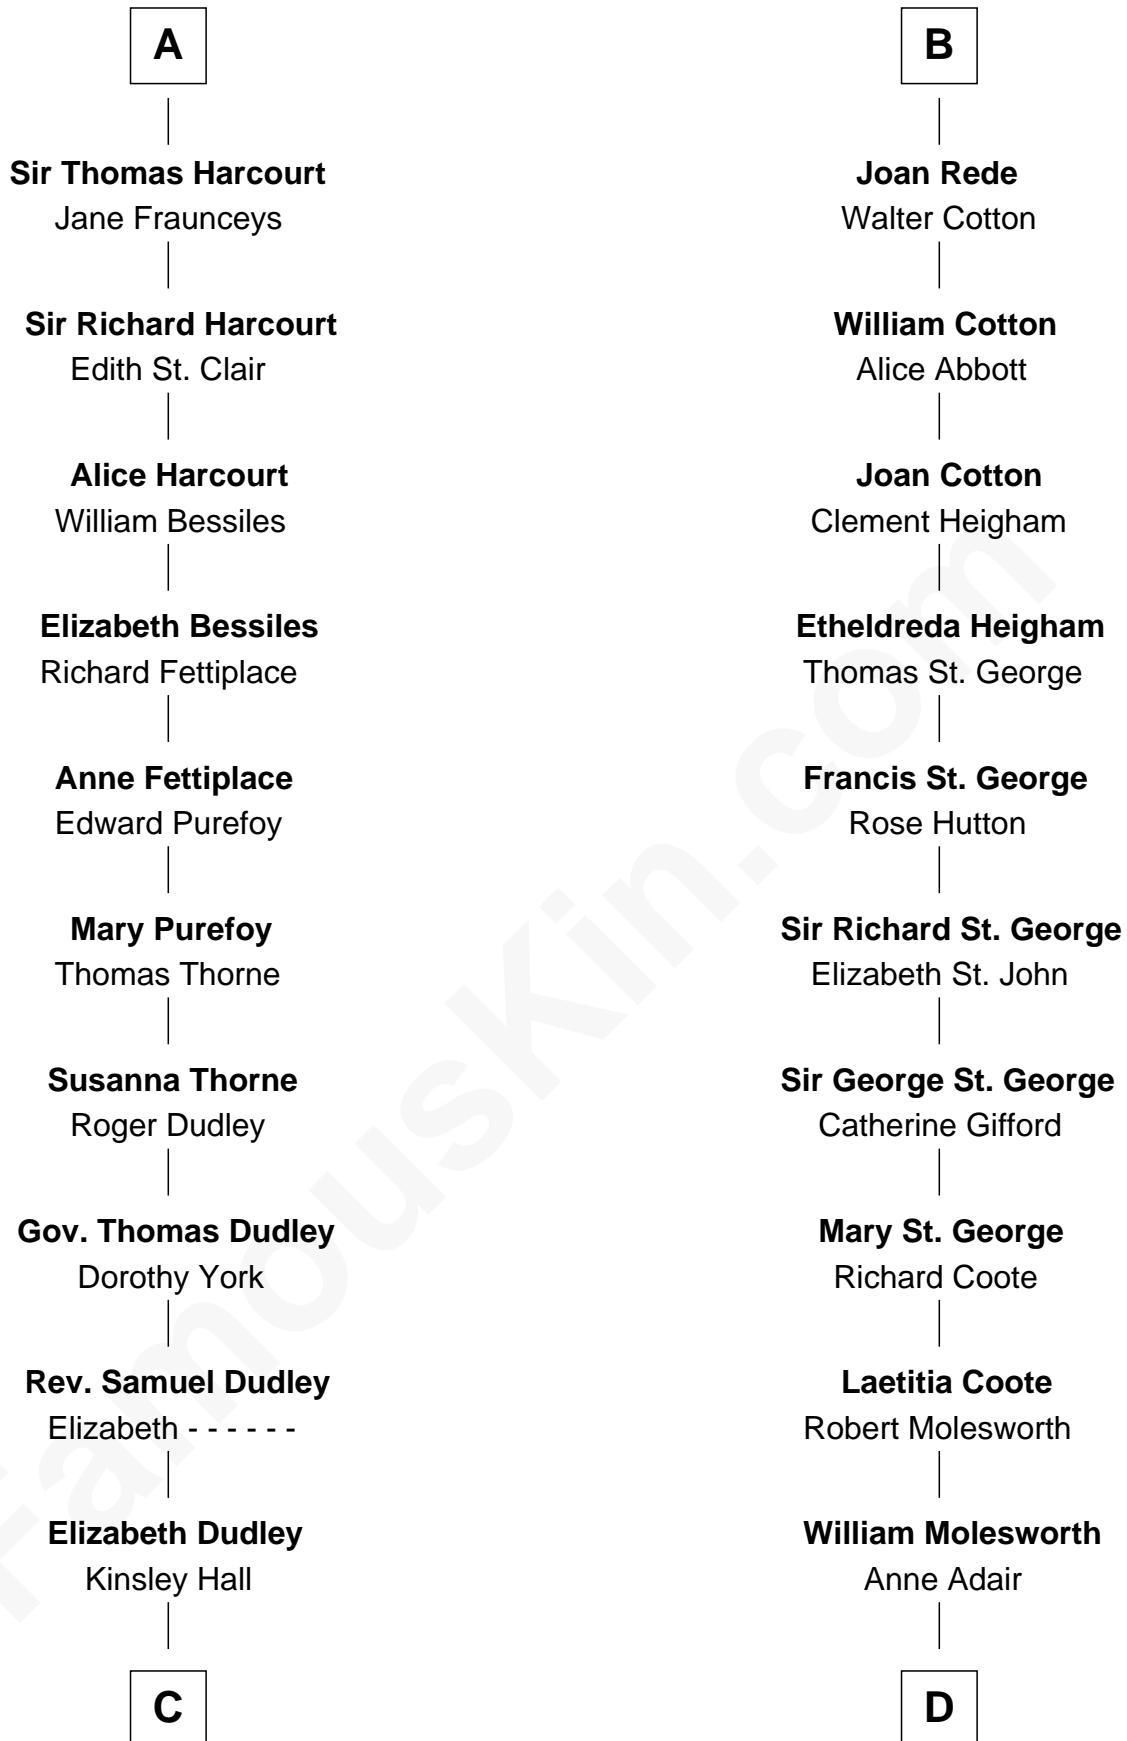 A
Sir Thomas Harcourt
Jane Fraunceys
Sir Richard Harcourt
Edith St. Clair
Alice Harcourt
William Bessiles
Elizabeth Bessiles
Richard Fettiplace
Anne Fettiplace
Edward Purefoy
Mary Purefoy
Thomas Thorne
Susanna Thorne
Roger Dudley
Gov. Thomas Dudley
Dorothy York
Rev. Samuel Dudley
Elizabeth - - - - - -
Elizabeth Dudley
Kinsley Hall
C
B
Joan Rede
Walter Cotton
William Cotton
Alice Abbott
Joan Cotton
Clement Heigham
Etheldreda Heigham
Thomas St. George
Francis St. George
Rose Hutton
Sir Richard St. George
Elizabeth St. John
Sir George St. George
Catherine Gifford
Mary St. George
Richard Coote
Laetitia Coote
Robert Molesworth
William Molesworth
Anne Adair
D
FamousKin.com